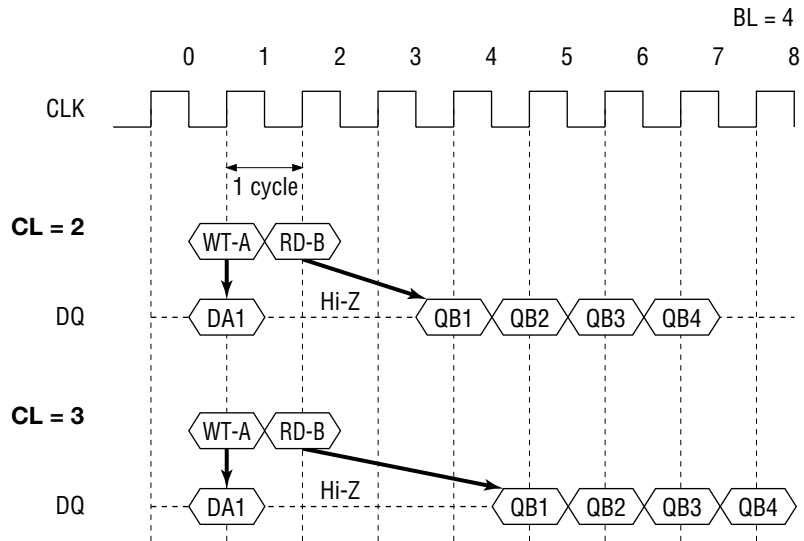 BL = 4
0 1 2 3 4 5 6 7 8
CLK
1 cycle
CL = 2
WT-A RD-B
Hi-Z
DQ DA1 QB1 QB2 QB3 QB4
CL = 3
WT-A RD-B
Hi-Z
DQ DA1 QB1 QB2 QB3 QB4